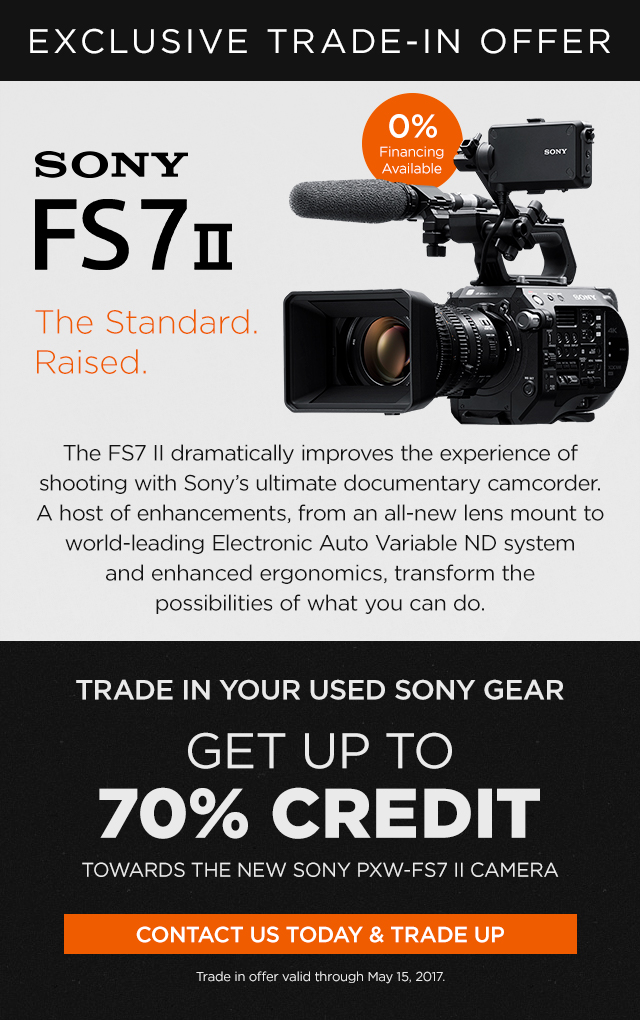 EXCLUSIVE TRADE-IN OFFER
0%
Financing
Available
SONY
SONY
FS7II
SONY
The Standard.
Raised.
4K
The FS7 II dramatically improves the experience of
shooting with Sony’s ultimate documentary camcorder.
A host of enhancements, from an all-new lens mount to
world-leading Electronic Auto Variable ND system
and enhanced ergonomics, transform the
possibilities of what you can do.
TRADE IN YOUR USED SONY GEAR
GET UP TO
70% CREDIT
TOWARDS THE NEW SONY PXW-FS7 II CAMERA
CONTACT US TODAY & TRADE UP
Trade in offer valid through May 15, 2017.